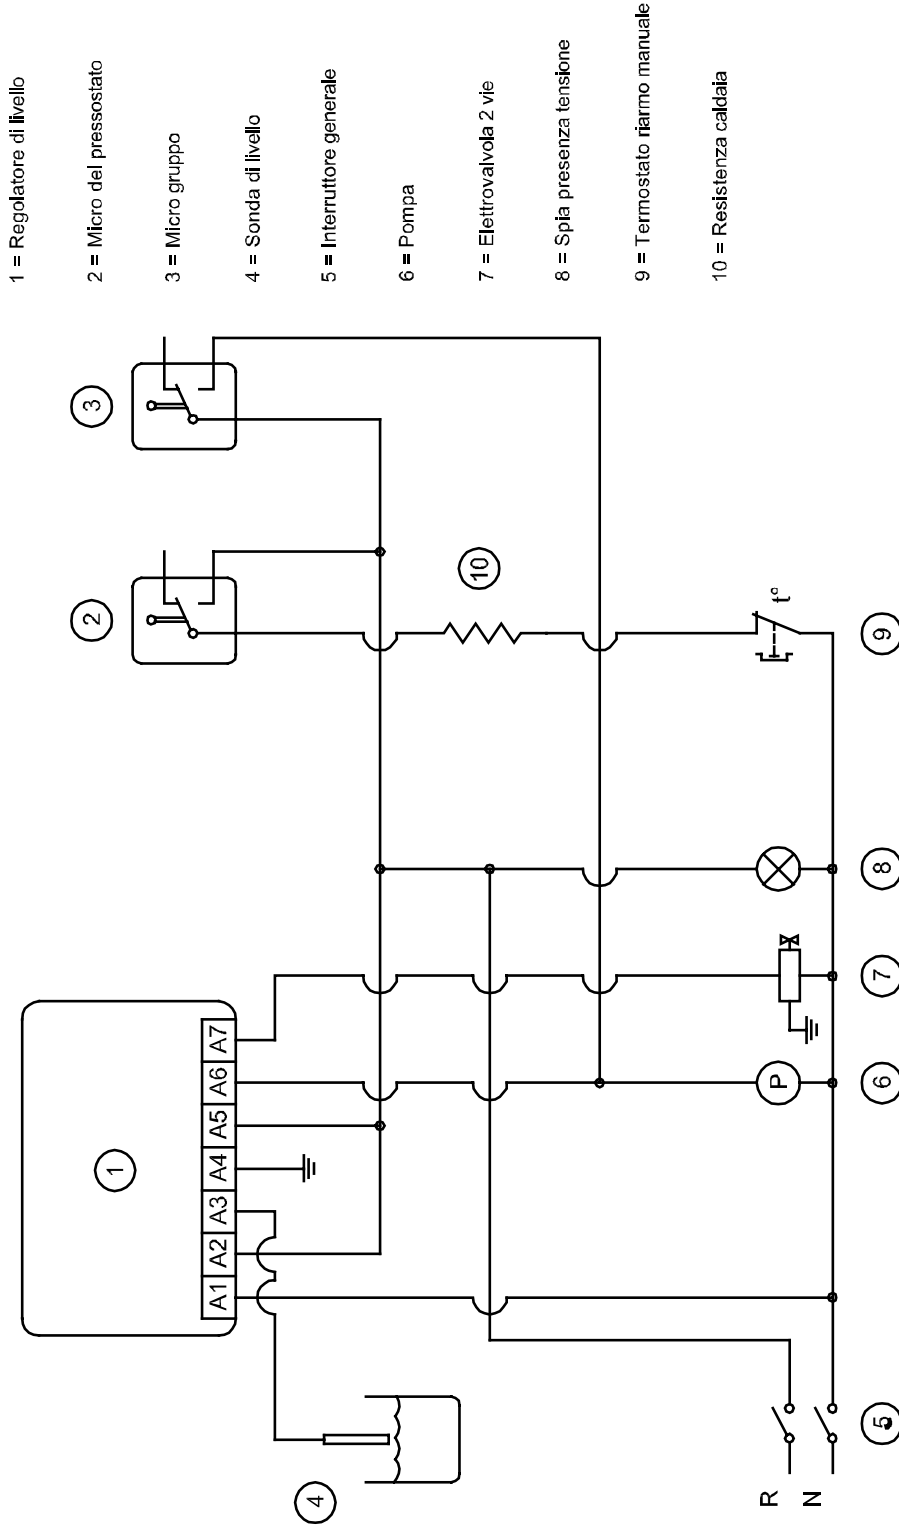 1 = Regolatore di livello
2 = Micro del pressostato
3 = Micro gruppo
4 = Sonda di livello
5 = Interruttore generale
6 = Pompa
7 = Elettrovalvola 2 vie
8 = Spia presenza tensione
9 = Termostato riarmo manuale
10 = Resistenza caldaia
1
2
3
A1 A2 A3 A4 A5 A6 A7
4
10
R
N
P
t°
5
6
7
8
9